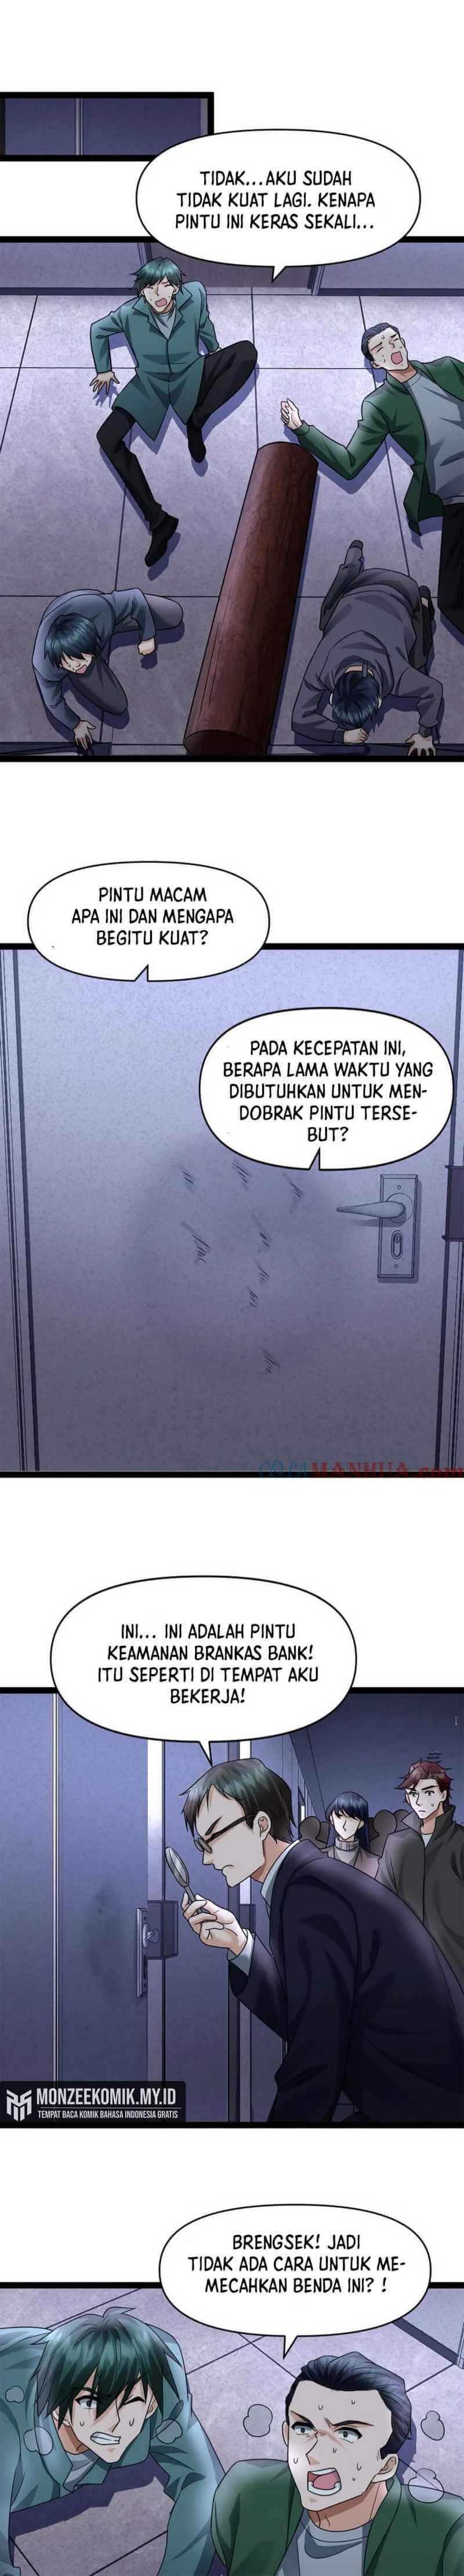 TIDAK...AKU SUDAH
TIDAK KUAT LAGI. KENAPA
PINTU INI KERAS SEKALI...
PINTU MACAM
APA INI DAN MENGAPA
BEGITU KUAT?
PADA KECEPATAN INI,
BERAPA LAMA WAKTU YANG
DIBUTUHKAN UNTUK MEN-
DOBRAK PINTU TERSE-
BUT?
COLAMANHUA.com
INI... INI ADALAH PINTU
KEAMANAN BRANKAS BANK!
ITU SEPERTI DI TEMPAT AKU
BEKERJA!
MONZEEKOMIK.MY.ID
TEMPAT BACA KOMIK BAHASA INDONESIA GRATIS
BRENGSEK! JADI
TIDAK ADA CARA UNTUK ME-
MECAHKAN BENDA INI? !